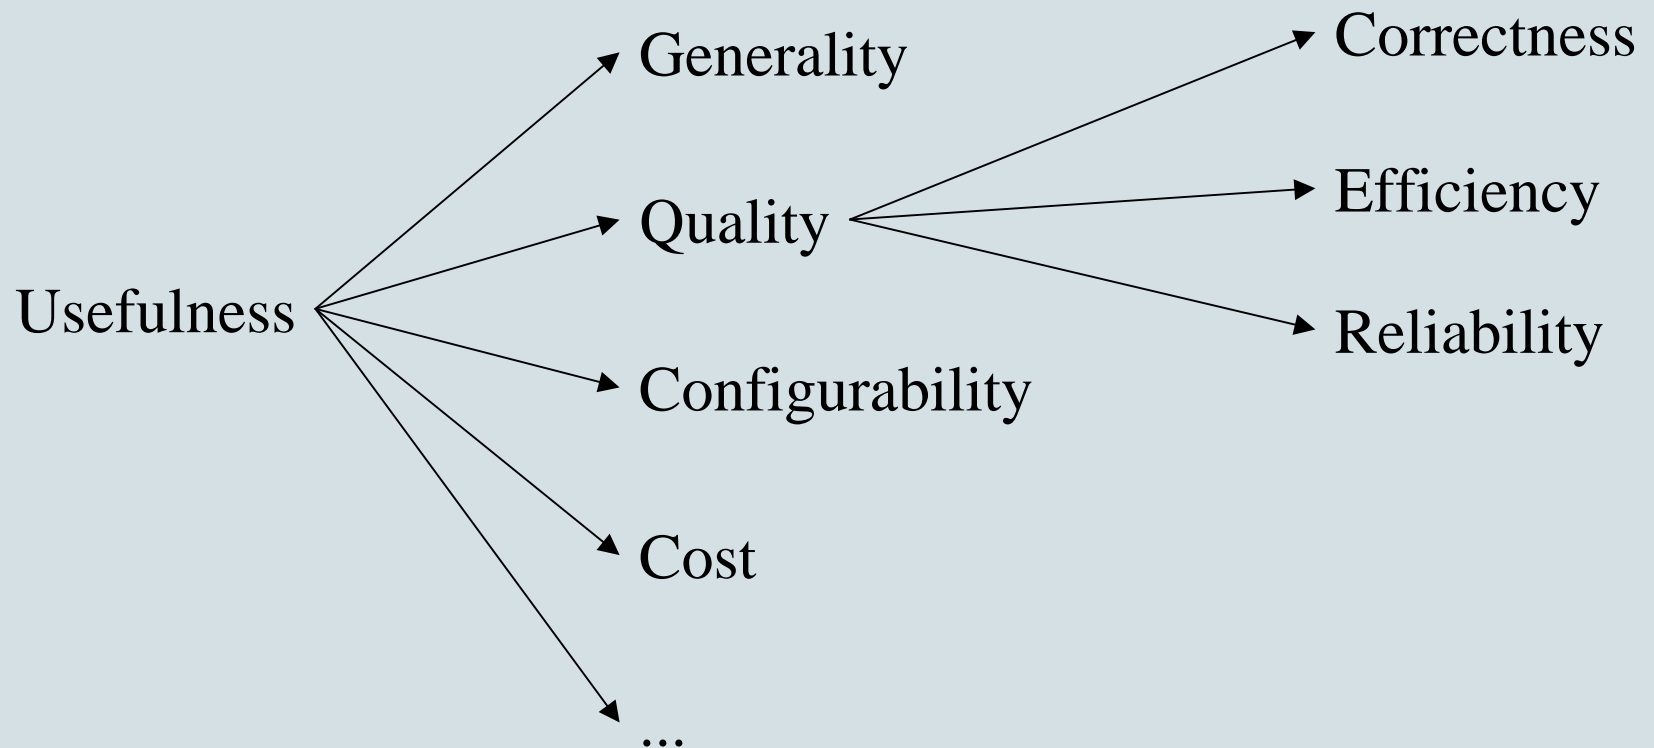 Usefulness
Generality
Quality
Configurability
Cost
...
Correctness
Efficiency
Reliability